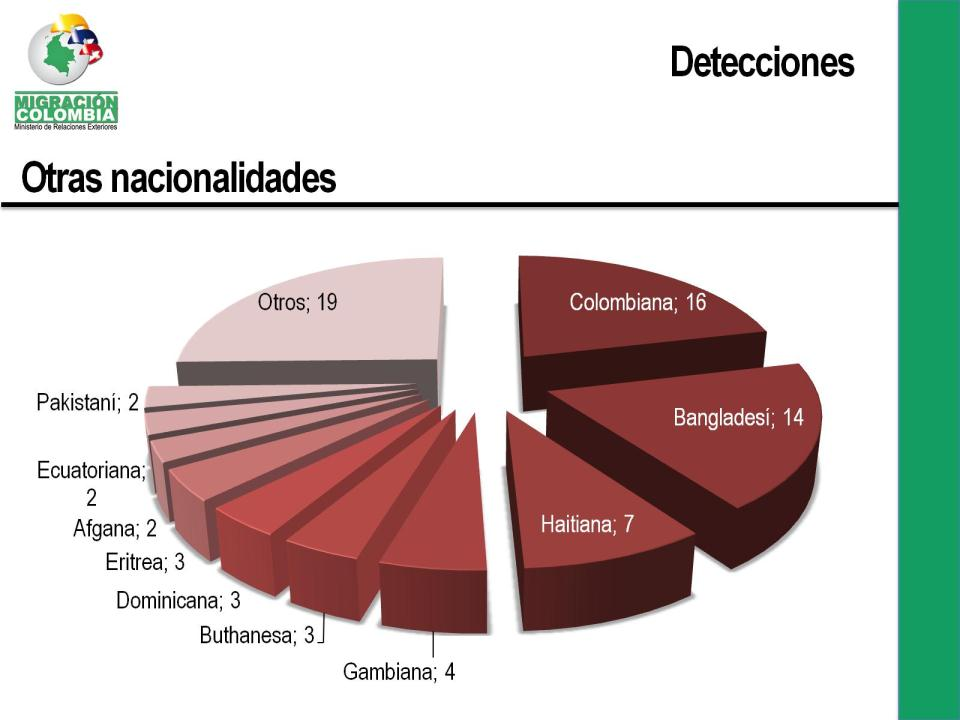 MIGRACIÓN
COLOMBIA
Ministerio de Relaciones Exteriores
Detecciones
Otras nacionalidades
Otros; 19
Colombiana; 16
Pakistaní; 2
Bangladesí; 14
Ecuatoriana;
2
Afgana; 2
Haitiana; 7
Eritrea; 3
Dominicana; 3
Buthanesa; 3
Gambiana; 4